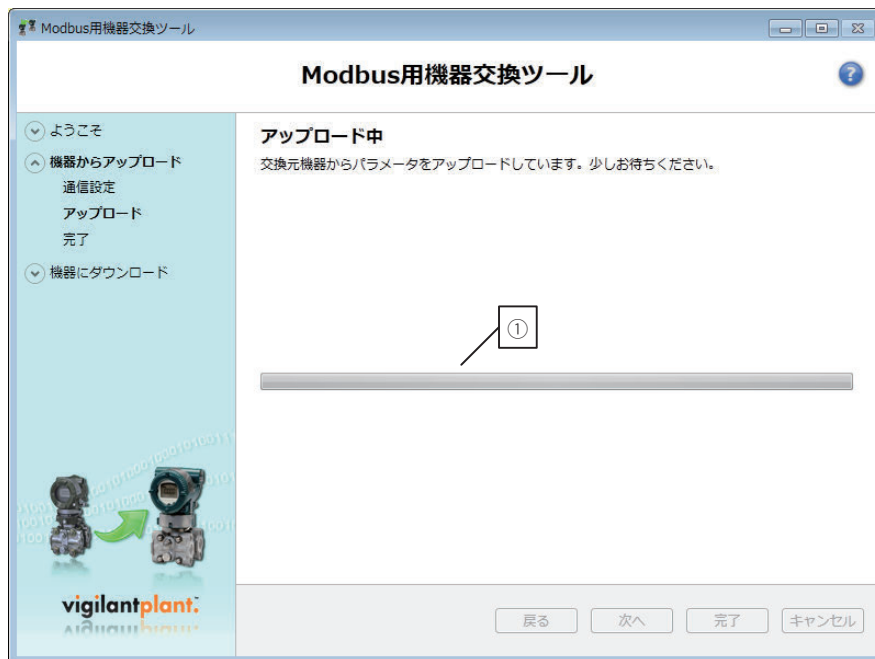 Modbus用機器交換ツール
Modbus用機器交換ツール
?
ようこそ
機器からアップロード
通信設定
アップロード
完了
機器にダウンロード
アップロード中
交換元機器からパラメータをアップロードしています。少しお待ちください。
①
vigilantplant.
戻る 次へ 完了 キャンセル